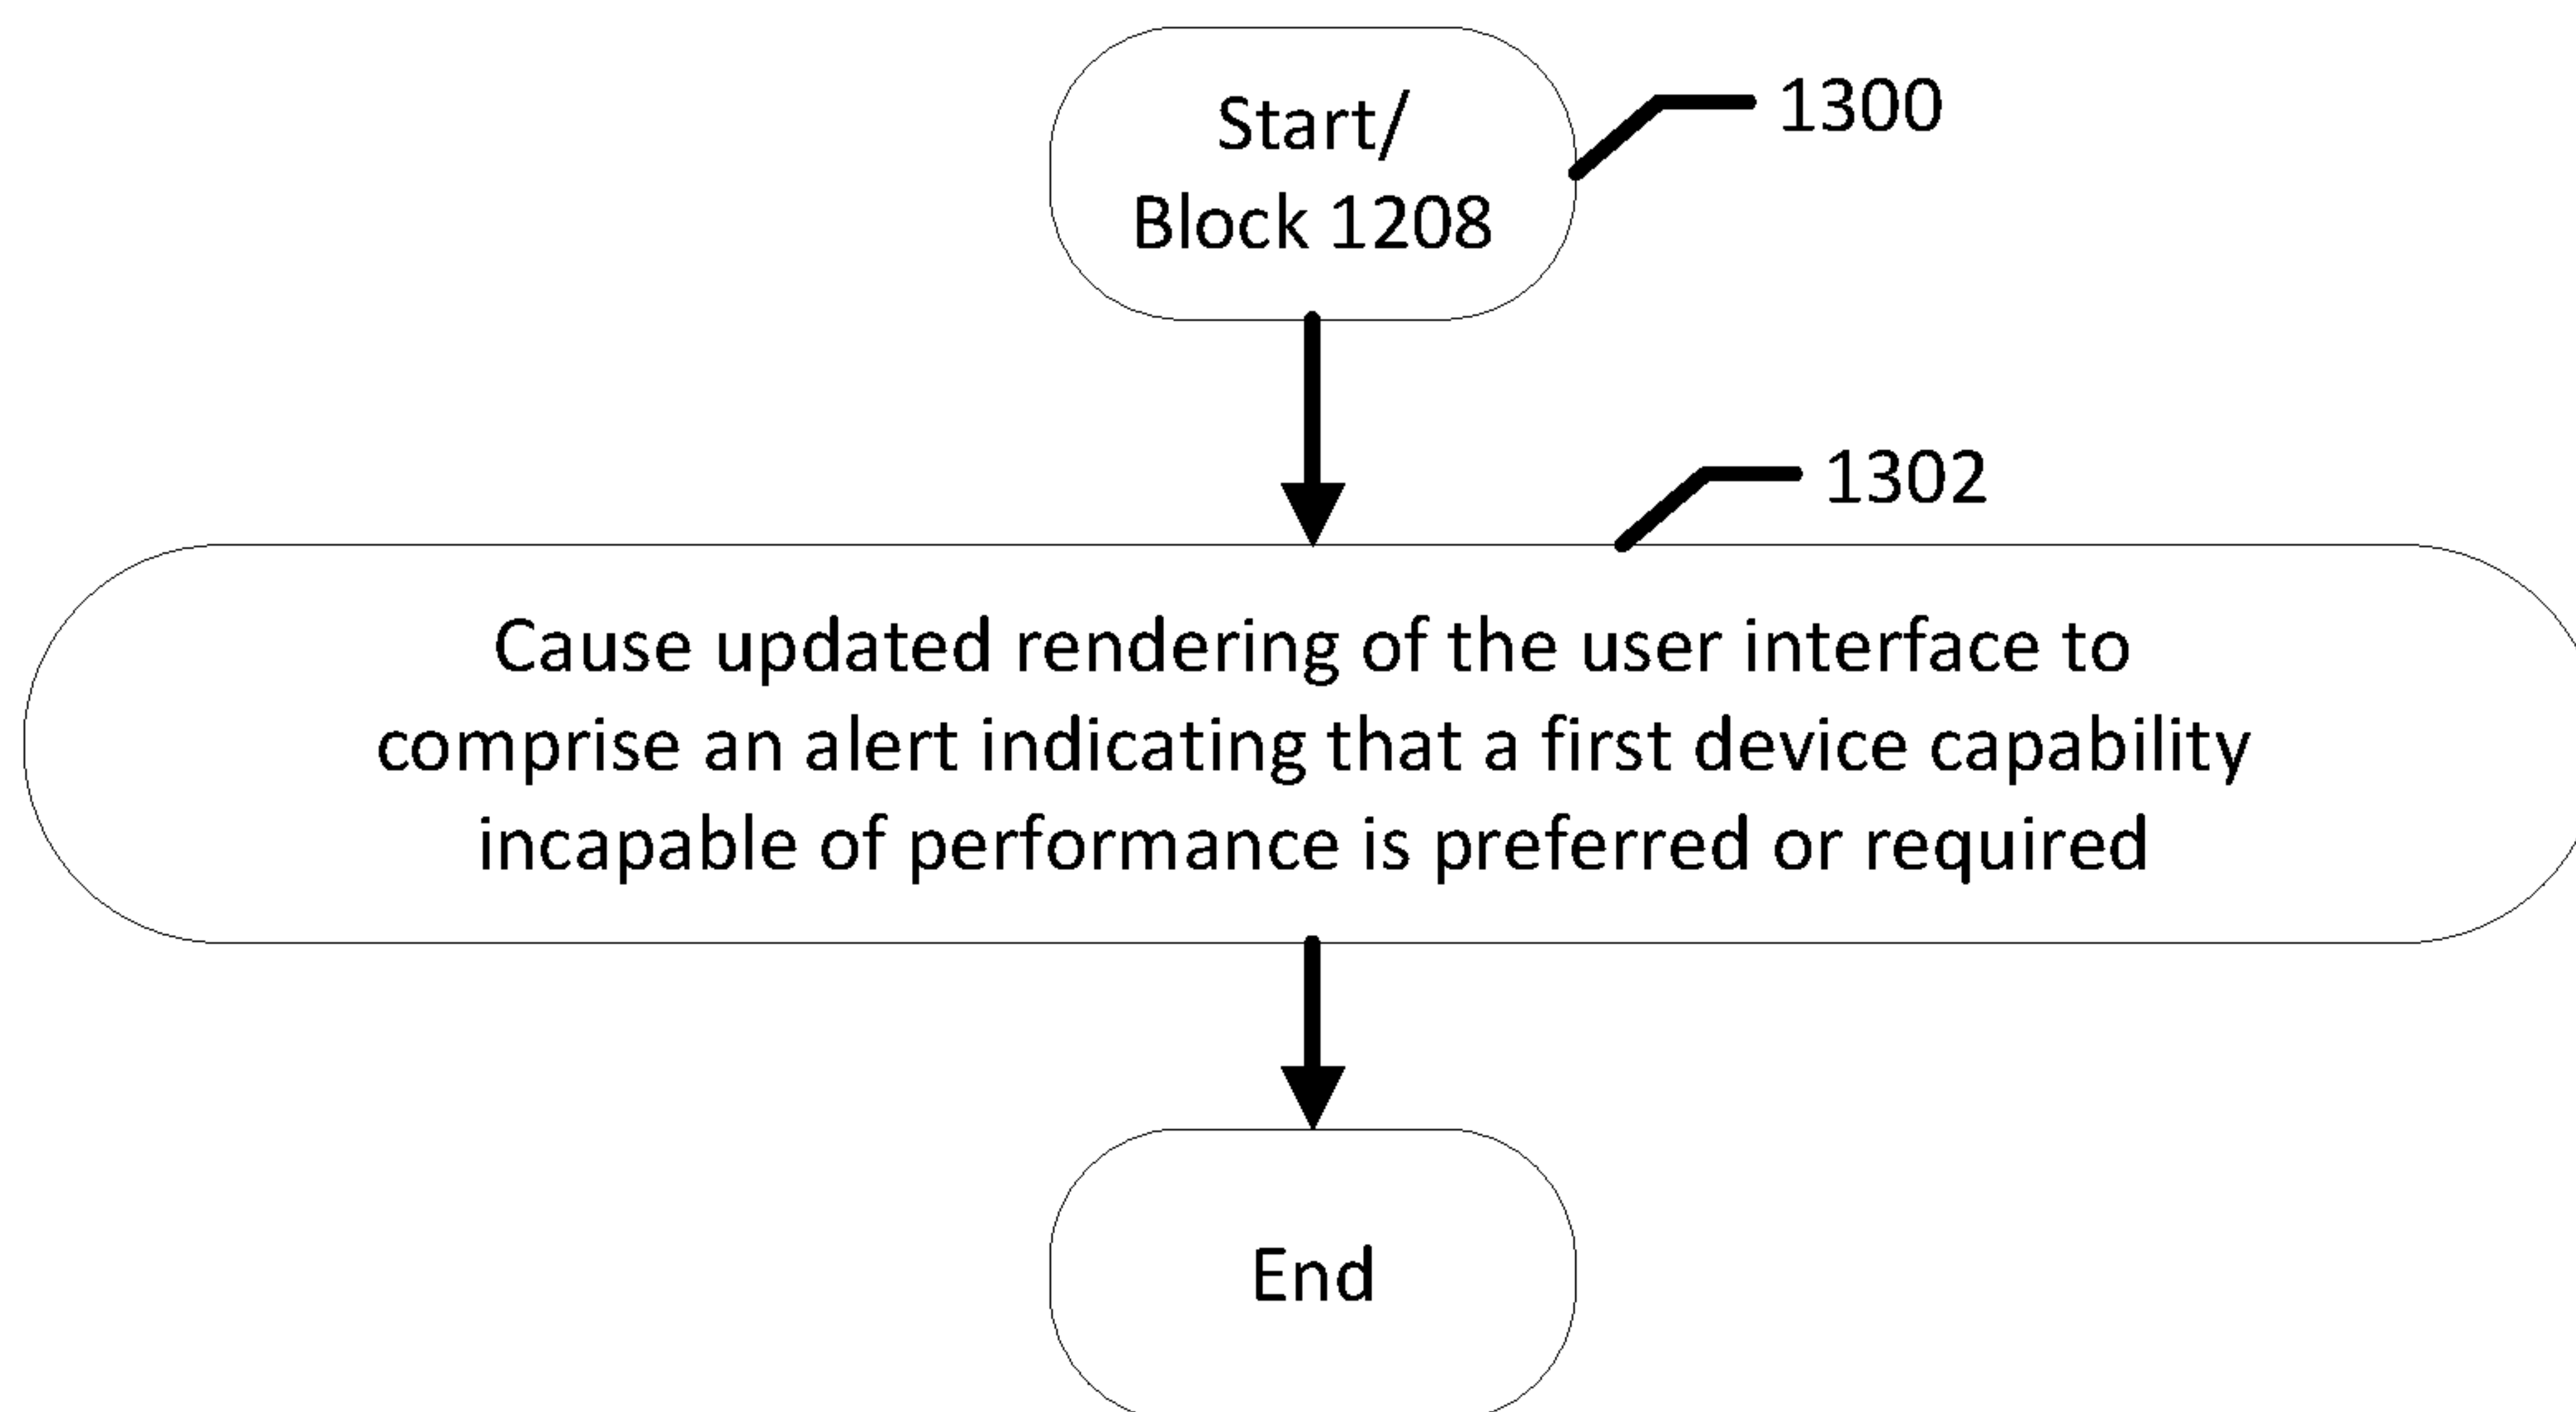 Start/
Block 1208
1300
1302
Cause updated rendering of the user interface to
comprise an alert indicating that a first device capability
incapable of performance is preferred or required
End